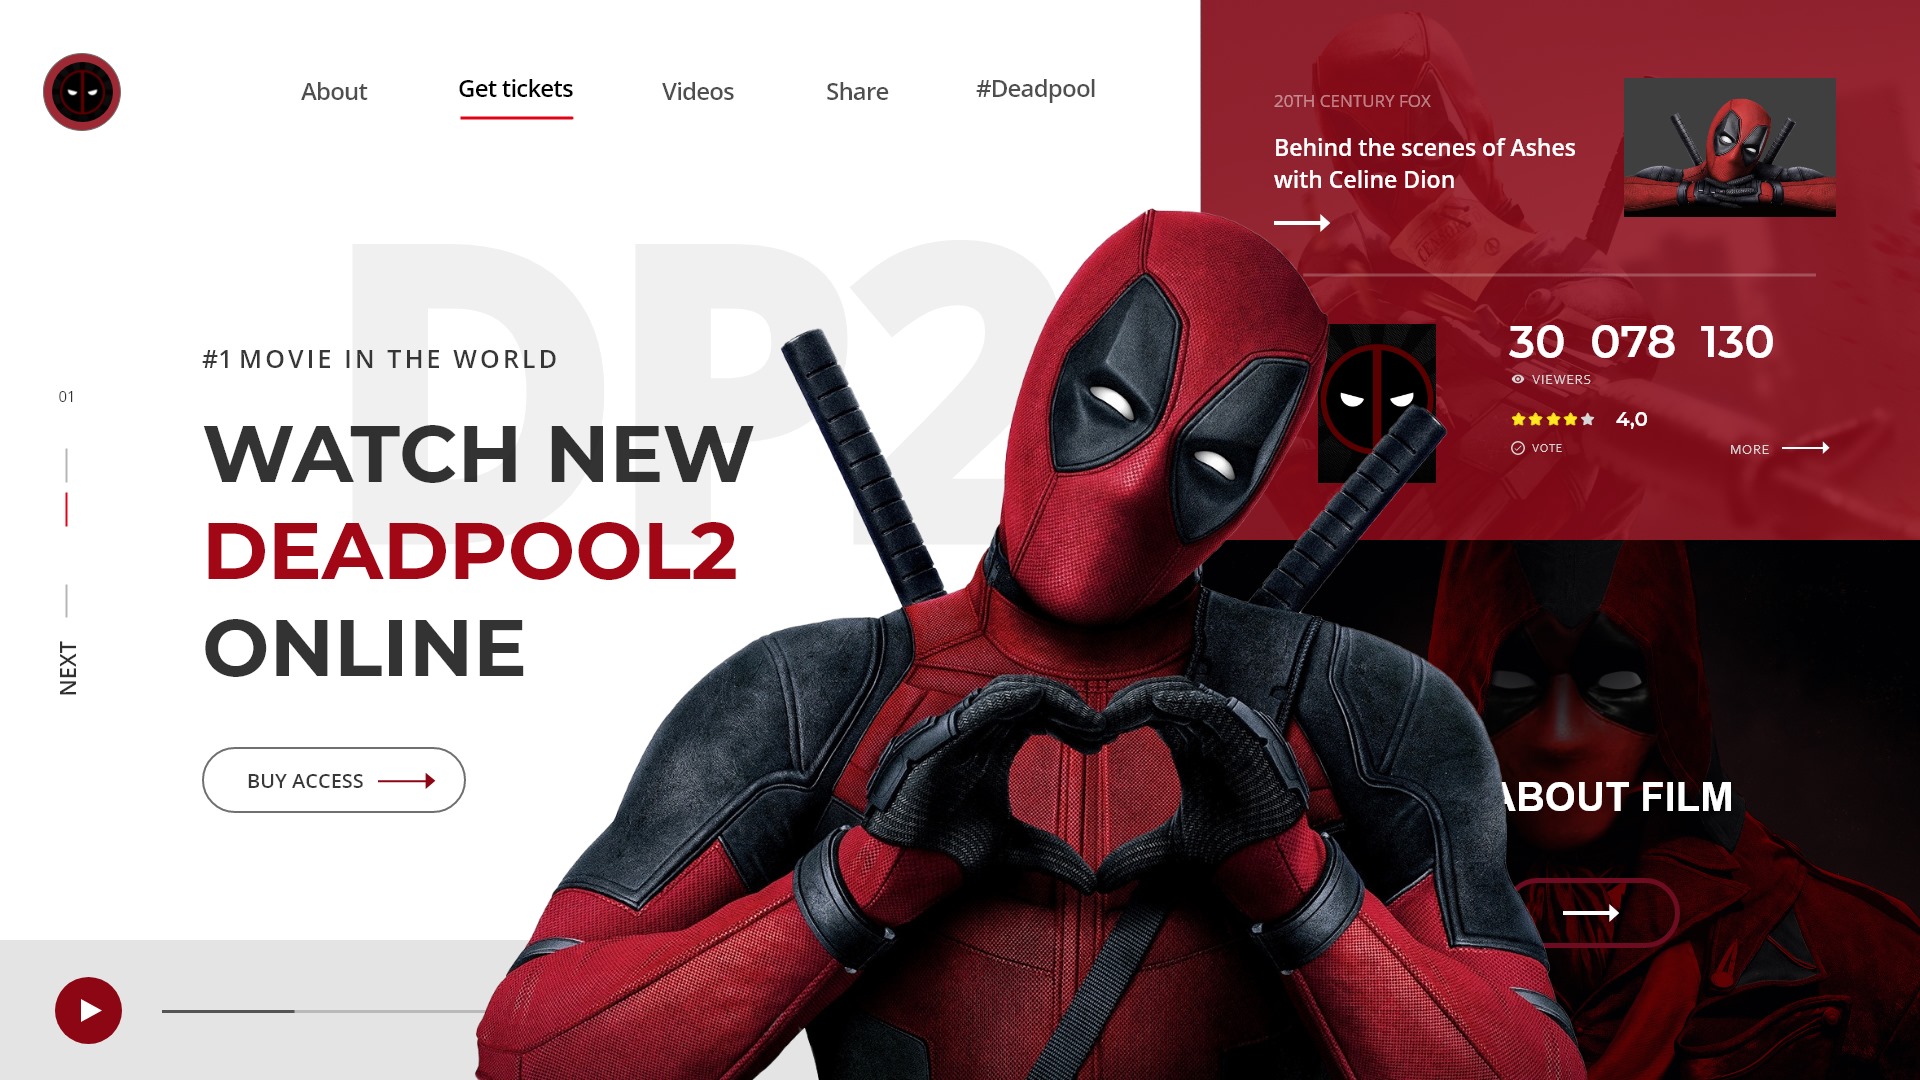 About
Get tickets
Videos
Share
#Deadpool
20TH CENTURY FOX
Behind the scenes of Ashes
with Celine Dion
DP2
#1 MOVIE IN THE WORLD
WATCH NEW
DEADPOOL2
ONLINE
BUY ACCESS
01
NEXT
30 078 130
VIEWERS
4,0
VOTE
MORE
ABOUT FILM